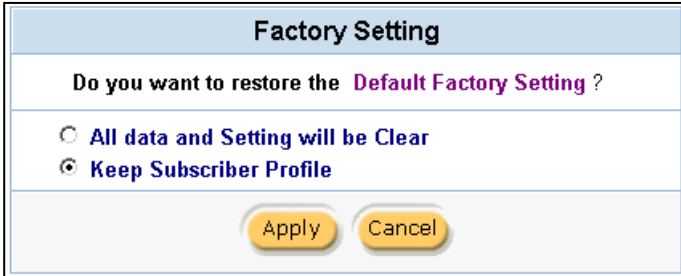 Factory Setting
Do you want to restore the Default Factory Setting ?
All data and Setting will be Clear
Keep Subscriber Profile
Apply Cancel